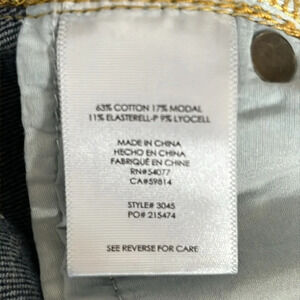 63% COTTON 17% MODAL
11% ELASTERELL-P 9% LYOCELL
MADE IN CHINA
HECHO EN CHINA
FABRIQUÉ EN CHINE
RN#54077
CA#59814
STYLE# 3045
PO# 215474
SEE REVERSE FOR CARE